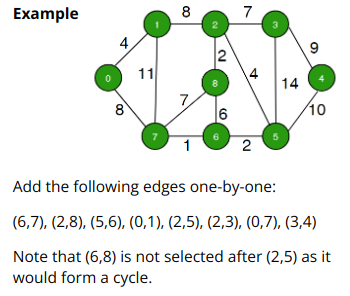 Example
8 7
1 2 3
4 2 9
11 4
0 8 14 4
8 7 6 10
7 6 5
1 2
Add the following edges one-by-one:
(6,7), (2,8), (5,6), (0,1), (2,5), (2,3), (0,7), (3,4)
Note that (6,8) is not selected after (2,5) as it
would form a cycle.